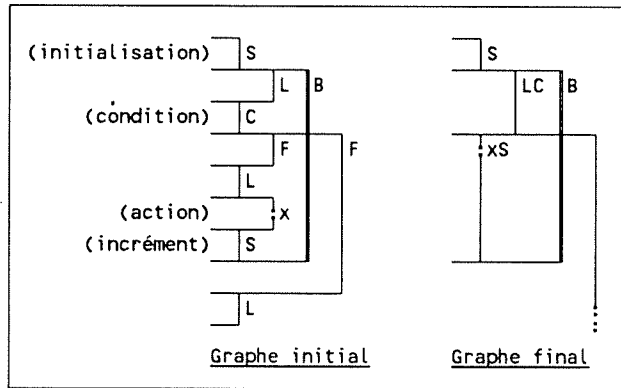 (initialisation) S S
L B LC B
(condition) C
F F xS
L
(action) x
(incrément) S
L
Graphe initial Graphe final